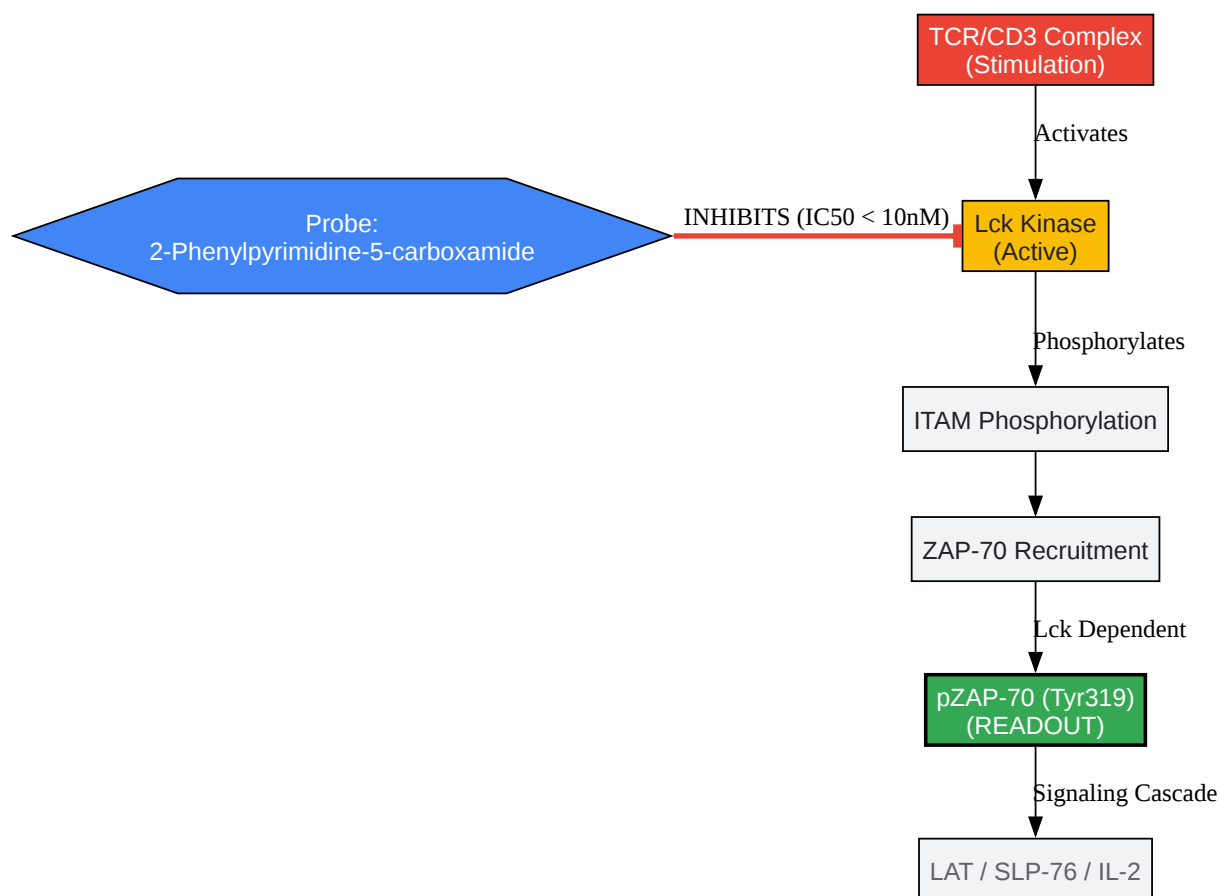 TCR/CD3 Complex
(Stimulation)
Activates
Probe:
2-Phenylpyrimidine-5-carboxamide
INHIBITS (IC50 < 10nM)
Lck Kinase
(Active)
Phosphorylates
ITAM Phosphorylation
ZAP-70 Recruitment
Lck Dependent
pZAP-70 (Tyr319)
(READOUT)
Signaling Cascade
LAT / SLP-76 / IL-2